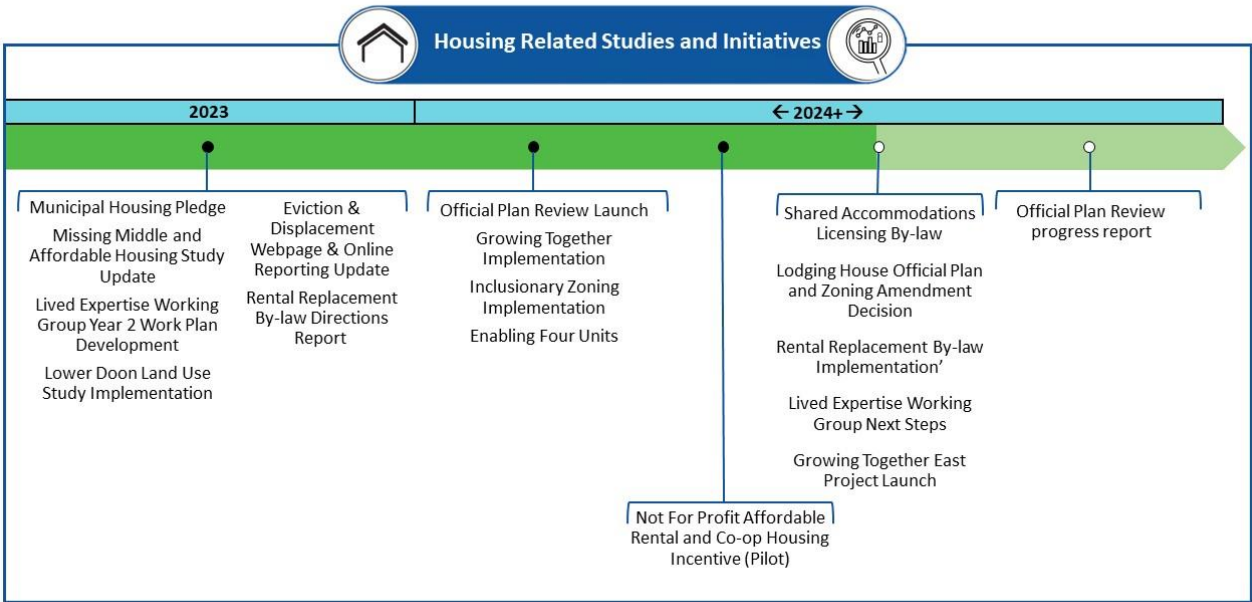 Housing Related Studies and Initiatives
2023
← 2024+ →
Municipal Housing Pledge
Missing Middle and
Affordable Housing Study
Update
Lived Expertise Working
Group Year 2 Work Plan
Development
Lower Doon Land Use
Study Implementation
Eviction &
Displacement
Webpage & Online
Reporting Update
Rental Replacement
By-law Directions
Report
Official Plan Review Launch
Growing Together
Implementation
Inclusionary Zoning
Implementation
Enabling Four Units
Not For Profit Affordable
Rental and Co-op Housing
Incentive (Pilot)
Shared Accommodations
Licensing By-law
Lodging House Official Plan
and Zoning Amendment
Decision
Rental Replacement By-law
Implementation’
Lived Expertise Working
Group Next Steps
Growing Together East
Project Launch
Official Plan Review
progress report